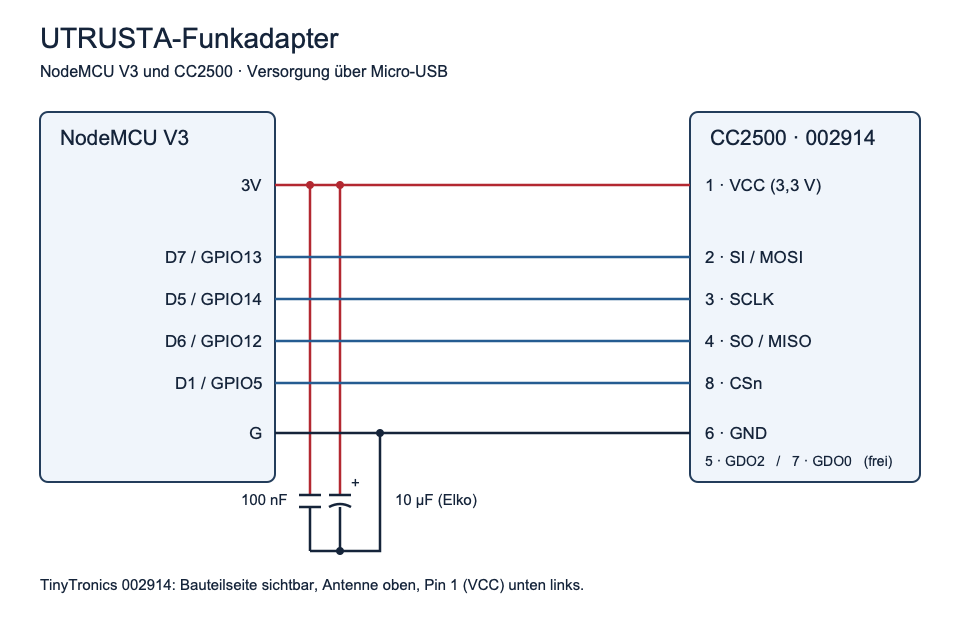 UTRUSTA-Funkadapter
NodeMCU V3 und CC2500 · Versorgung über Micro-USB
NodeMCU V3
CC2500 · 002914
3V
1 · VCC (3,3 V)
D7 / GPIO13
2 · SI / MOSI
D5 / GPIO14
3 · SCLK
D6 / GPIO12
4 · SO / MISO
D1 / GPIO5
8 · CSn
G
6 · GND
5 · GDO2 / 7 · GDO0 (frei)
+
100 nF
10 µF (Elko)
TinyTronics 002914: Bauteilseite sichtbar, Antenne oben, Pin 1 (VCC) unten links.